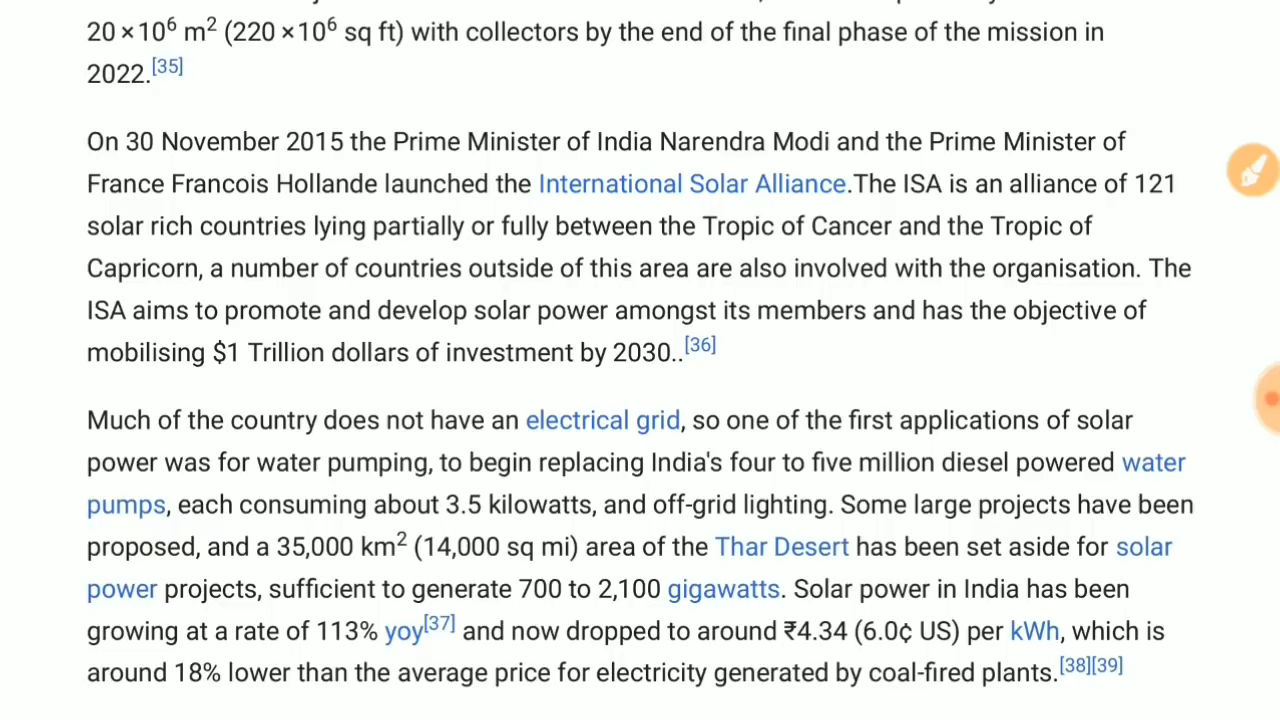 20 ×10⁶ m² (220 ×10⁶ sq ft) with collectors by the end of the final phase of the mission in
2022.[35]
On 30 November 2015 the Prime Minister of India Narendra Modi and the Prime Minister of
France Francois Hollande launched the International Solar Alliance.The ISA is an alliance of 121
solar rich countries lying partially or fully between the Tropic of Cancer and the Tropic of
Capricorn, a number of countries outside of this area are also involved with the organisation. The
ISA aims to promote and develop solar power amongst its members and has the objective of
mobilising $1 Trillion dollars of investment by 2030..[36]
Much of the country does not have an electrical grid, so one of the first applications of solar
power was for water pumping, to begin replacing India's four to five million diesel powered water
pumps, each consuming about 3.5 kilowatts, and off-grid lighting. Some large projects have been
proposed, and a 35,000 km² (14,000 sq mi) area of the Thar Desert has been set aside for solar
power projects, sufficient to generate 700 to 2,100 gigawatts. Solar power in India has been
growing at a rate of 113% yoy[37] and now dropped to around ₹4.34 (6.0¢ US) per kWh, which is
around 18% lower than the average price for electricity generated by coal-fired plants.[38][39]